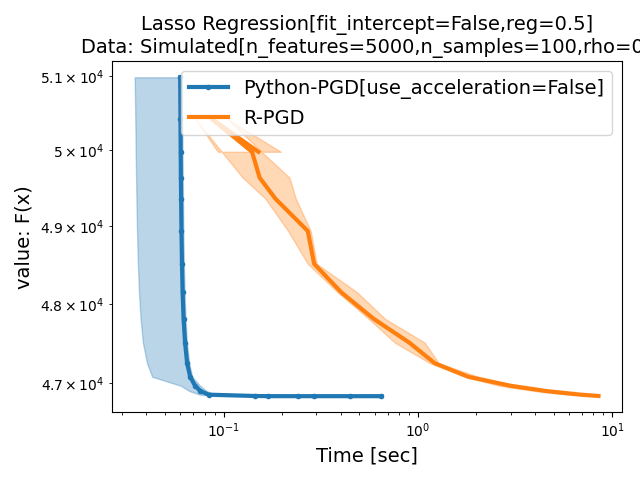 Lasso Regression[fit_intercept=False,reg=0.5]
Data: Simulated[n_features=5000,n_samples=100,rho=0
Python-PGD[use_acceleration=False]
R-PGD
value: F(x)
5.1 × 10⁴
5 × 10⁴
4.9 × 10⁴
4.8 × 10⁴
4.7 × 10⁴
10⁻¹ 10⁰ 10¹
Time [sec]